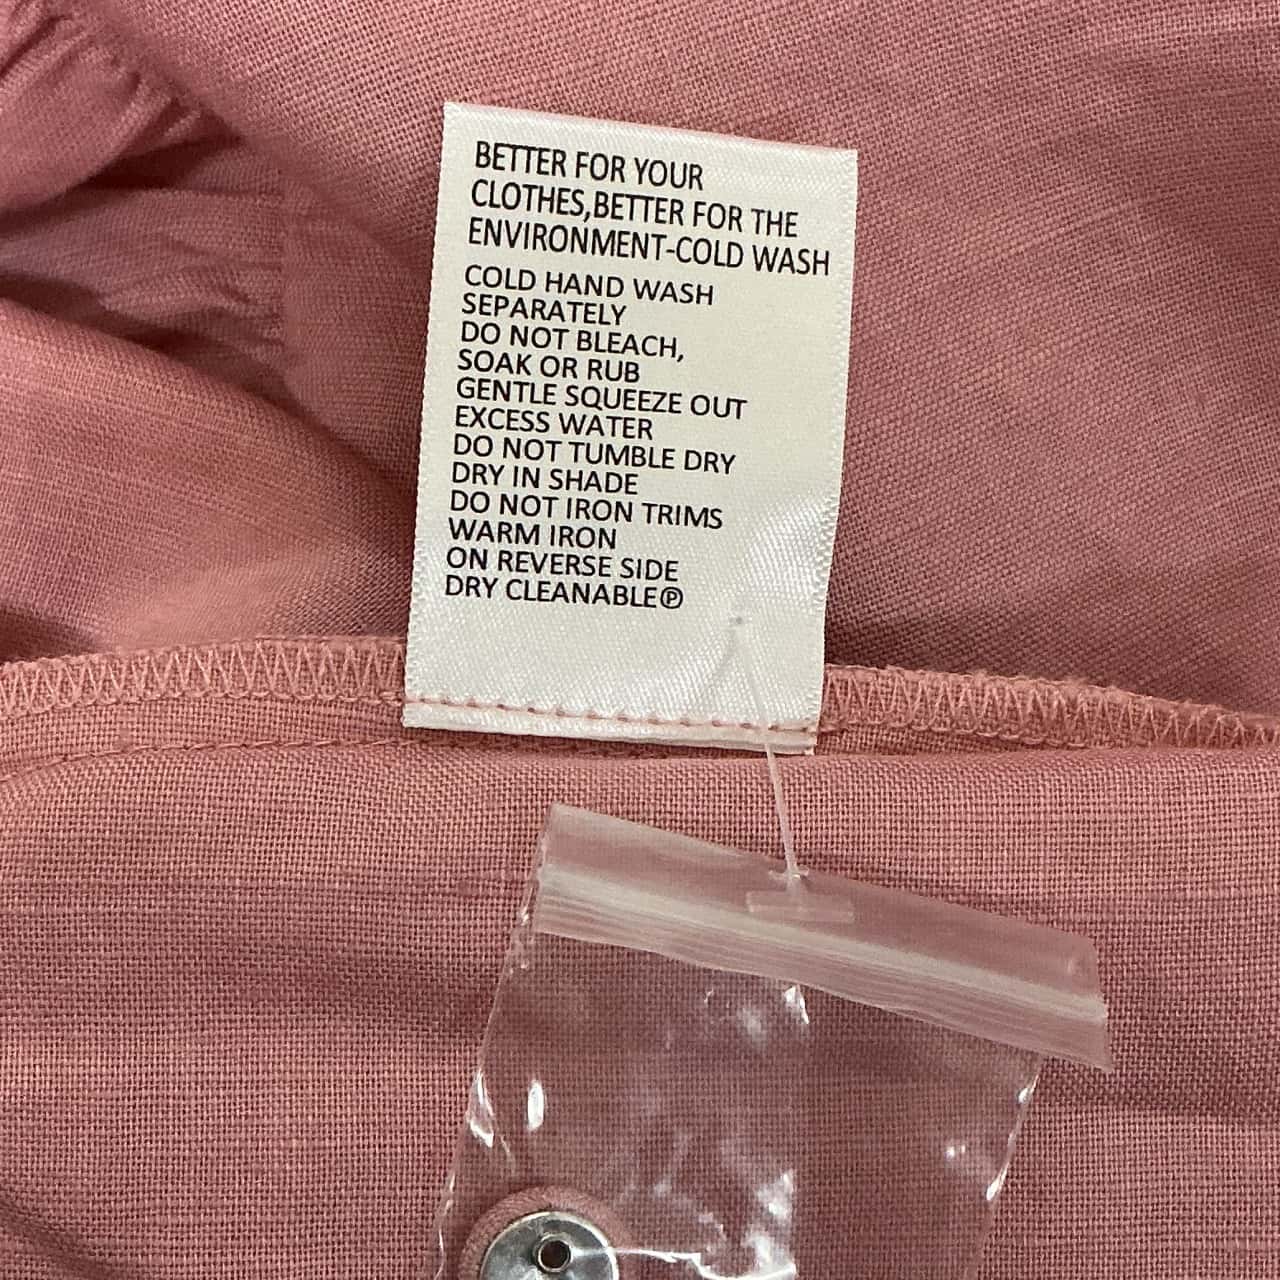 BETTER FOR YOUR
CLOTHES,BETTER FOR THE
ENVIRONMENT-COLD WASH
COLD HAND WASH
SEPARATELY
DO NOT BLEACH,
SOAK OR RUB
GENTLE SQUEEZE OUT
EXCESS WATER
DO NOT TUMBLE DRY
DRY IN SHADE
DO NOT IRON TRIMS
WARM IRON
ON REVERSE SIDE
DRY CLEANABLEⓅ